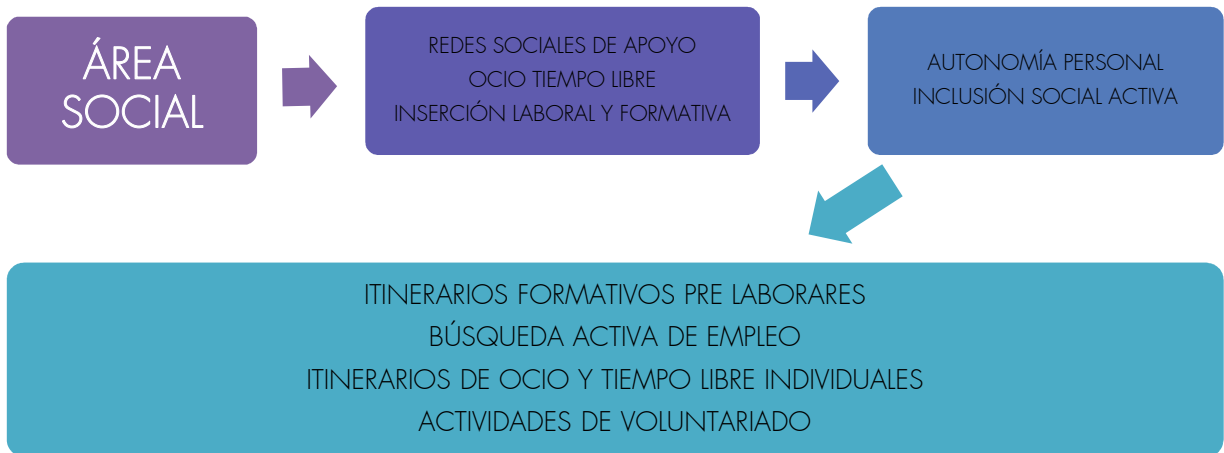 ÁREA
SOCIAL
REDES SOCIALES DE APOYO
OCIO TIEMPO LIBRE
INSERCIÓN LABORAL Y FORMATIVA
AUTONOMÍA PERSONAL
INCLUSIÓN SOCIAL ACTIVA
ITINERARIOS FORMATIVOS PRE LABORARES
BÚSQUEDA ACTIVA DE EMPLEO
ITINERARIOS DE OCIO Y TIEMPO LIBRE INDIVIDUALES
ACTIVIDADES DE VOLUNTARIADO